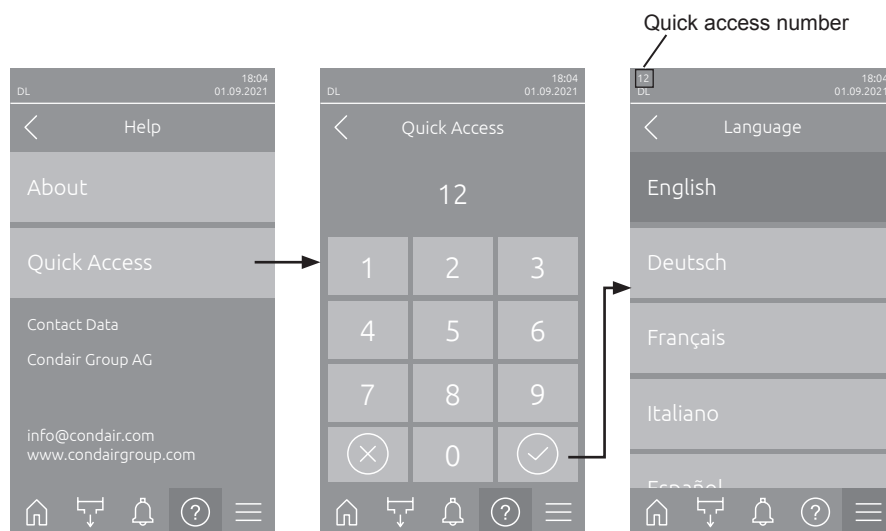 Quick access number
18:04
DL
01.09.2021
Help
About
Quick Access
Contact Data
Condair Group AG
info@condair.com
www.condairgroup.com
?
18:04
DL
01.09.2021
Quick Access
12
1 2 3
4 5 6
7 8 9
0
?
12
18:04
DL
01.09.2021
Language
English
Deutsch
Français
Italiano
Español
?